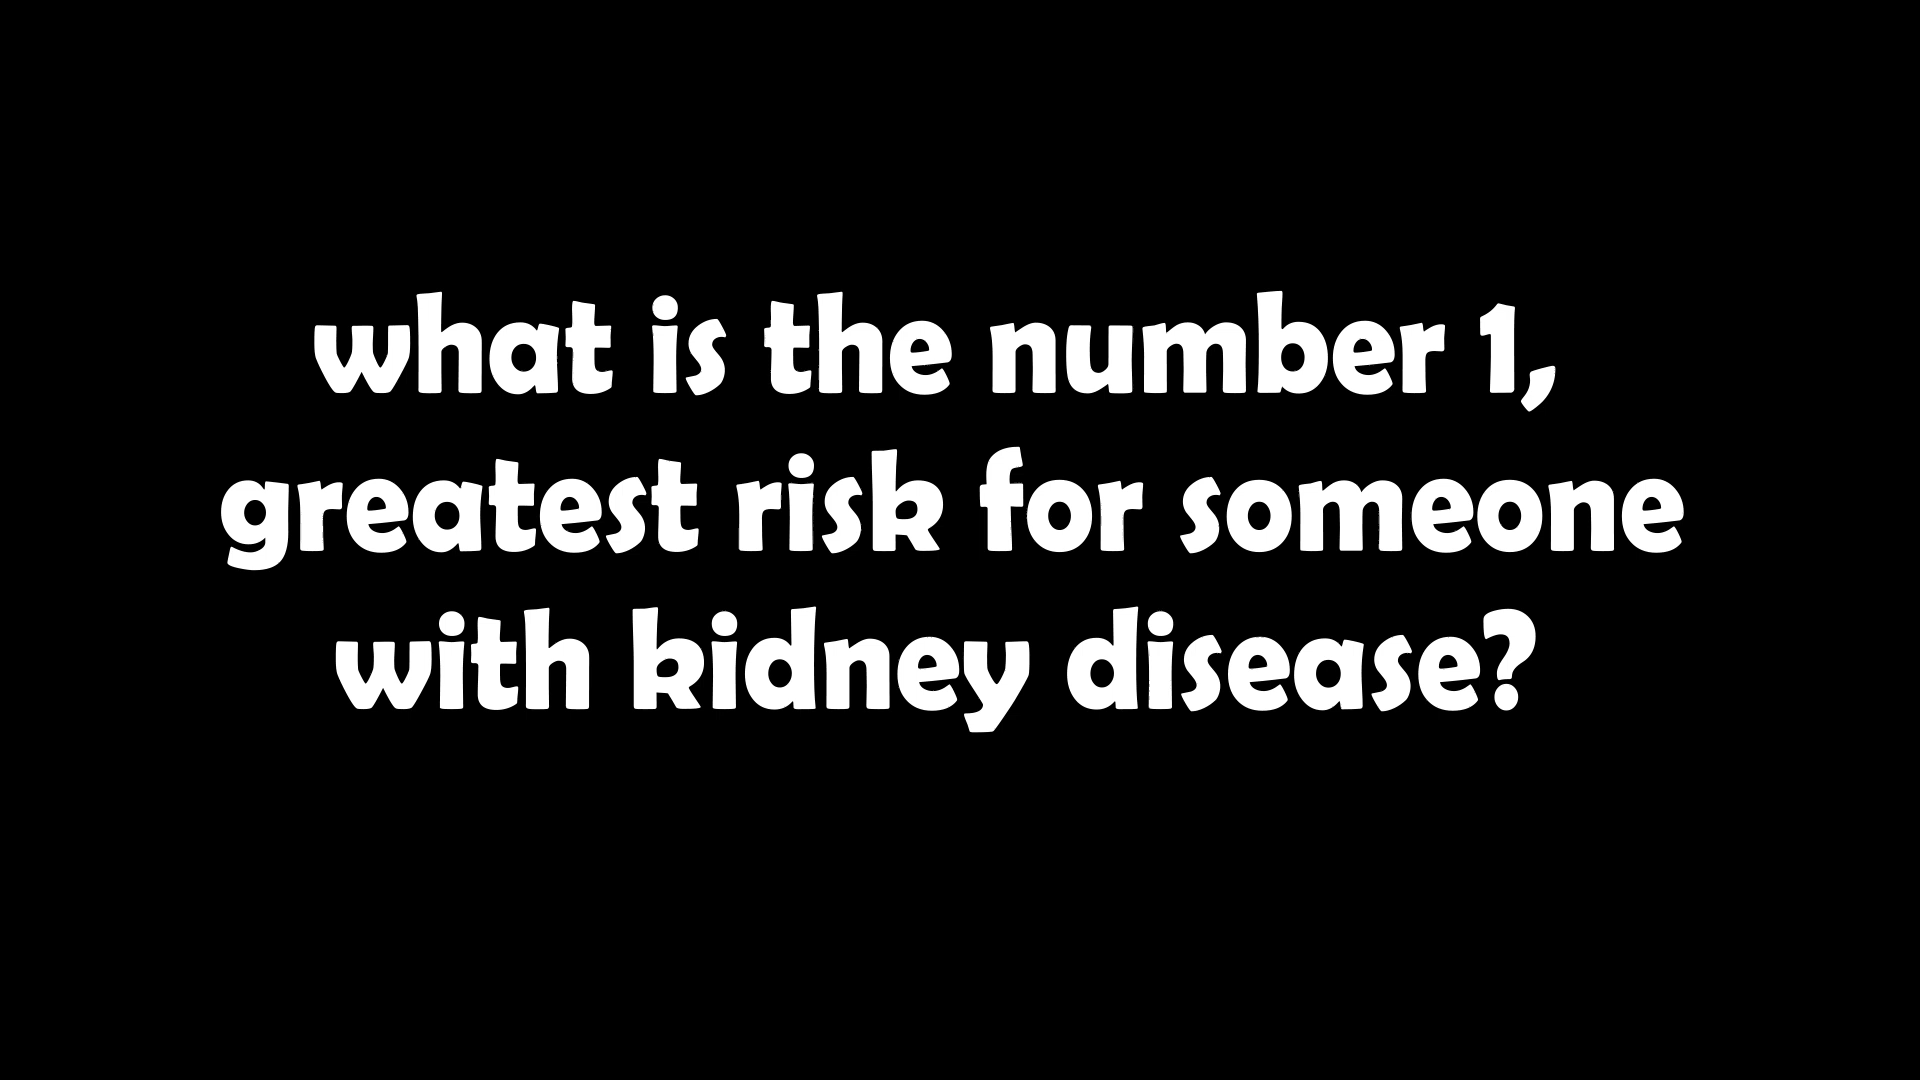 what is the number 1,
greatest risk for someone
with kidney disease?